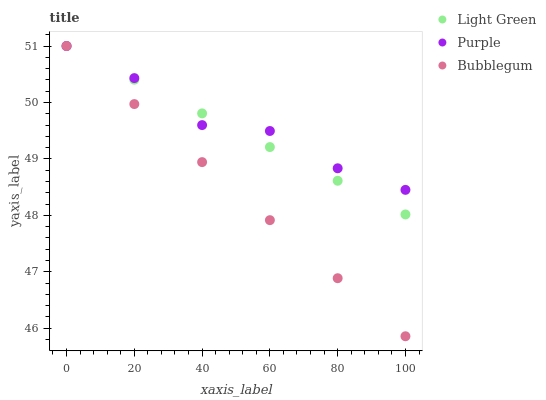 title
Light Green
Purple
Bubblegum
yaxis_label
51
50
49
48
47
46
0 20 40 60 80 100
xaxis_label